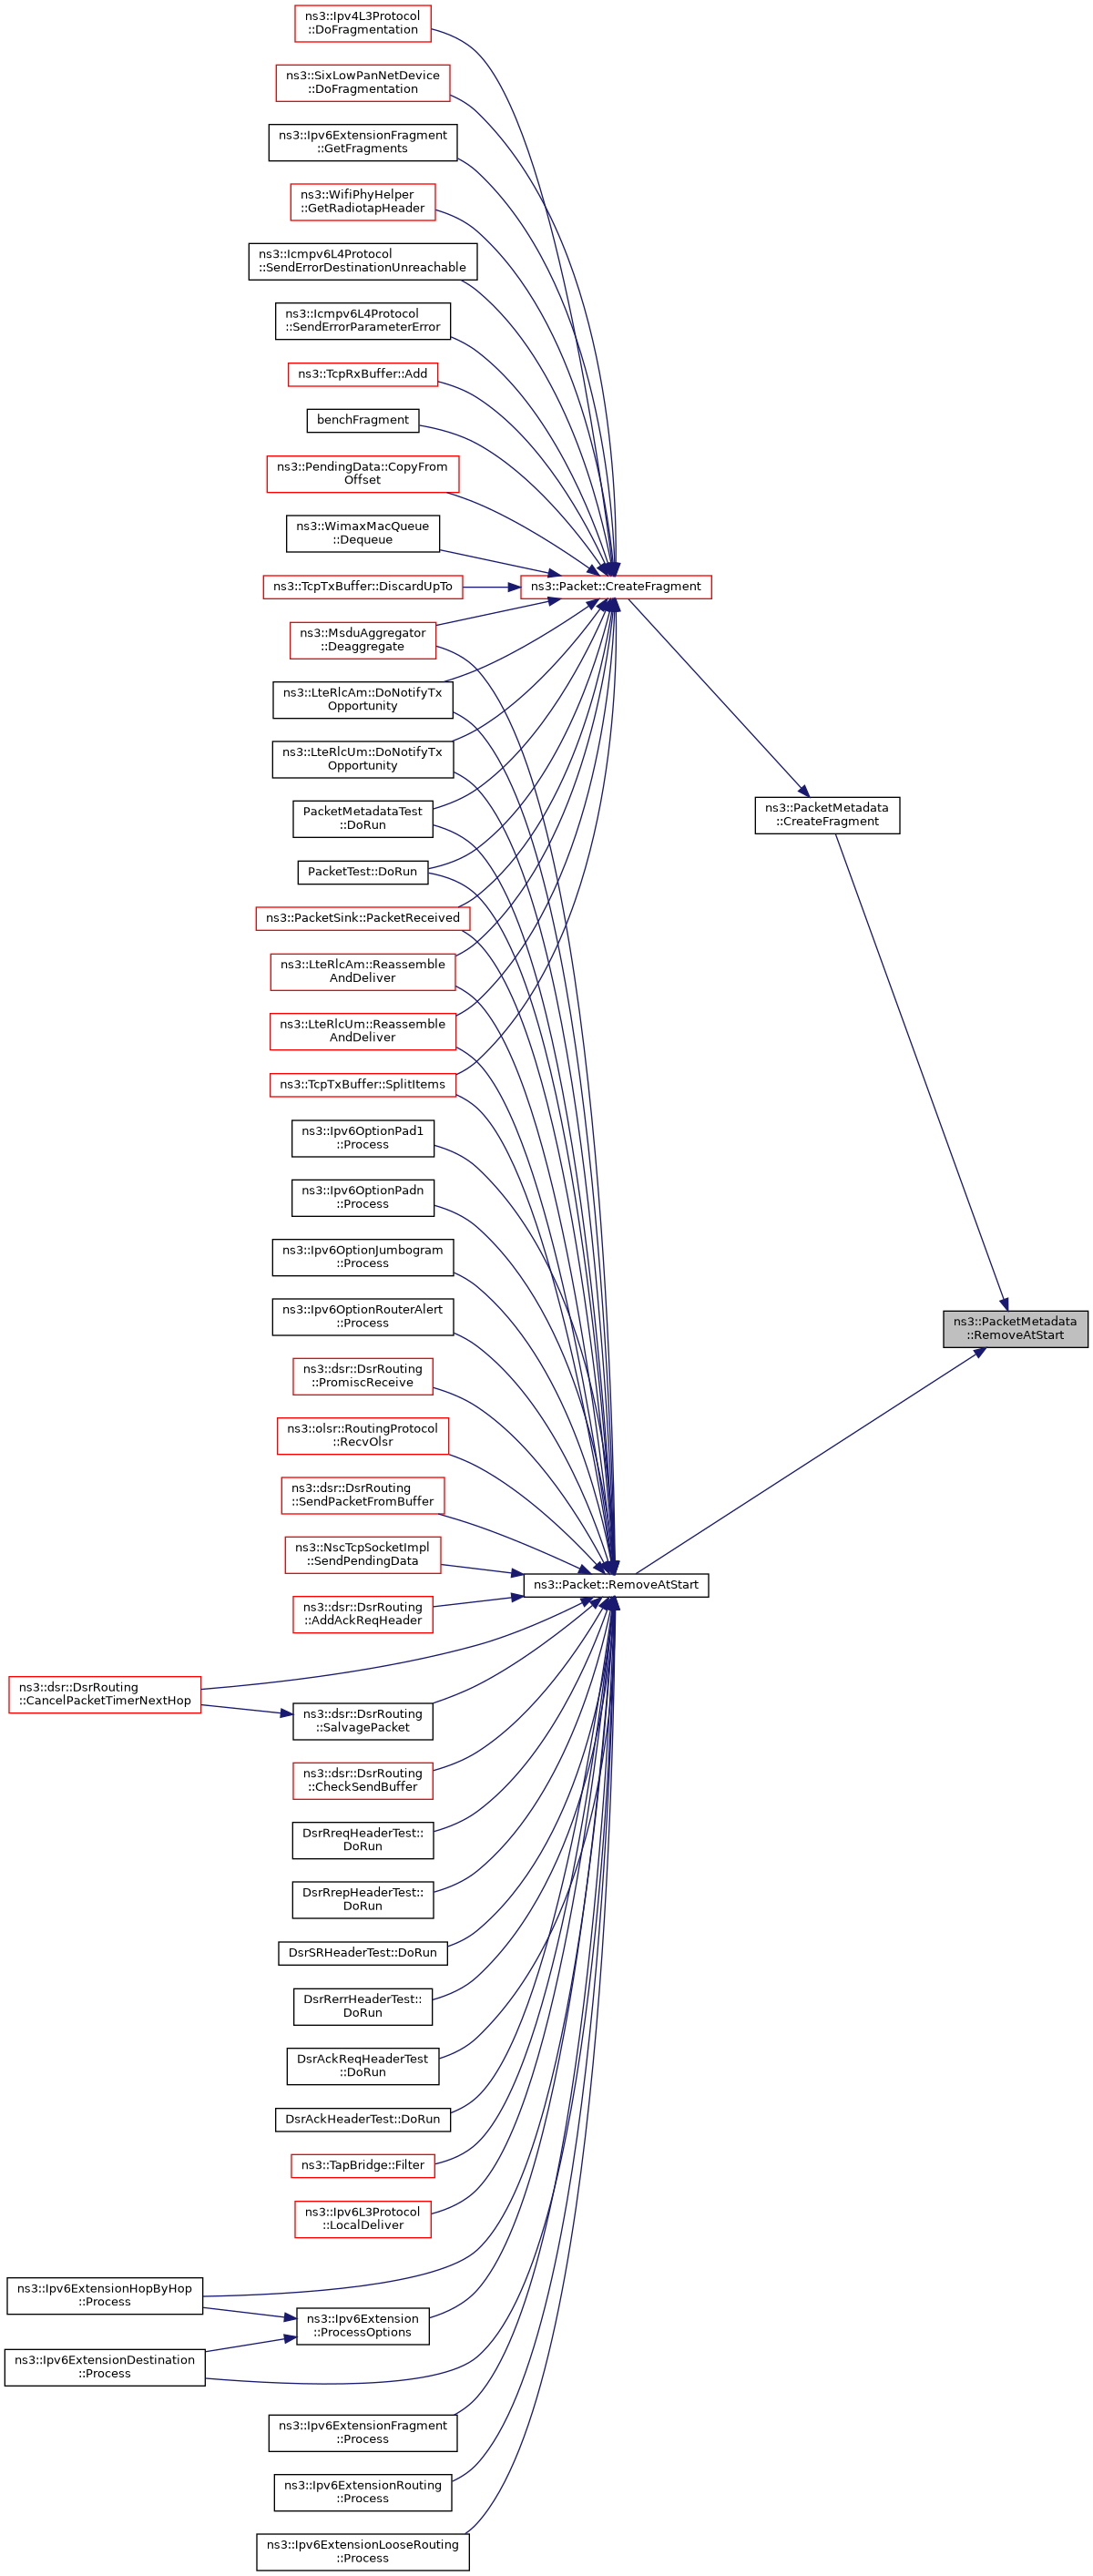 ns3::Ipv4L3Protocol
::DoFragmentation
ns3::SixLowPanNetDevice
::DoFragmentation
ns3::Ipv6ExtensionFragment
::GetFragments
ns3::WifiPhyHelper
::GetRadiotapHeader
ns3::Icmpv6L4Protocol
::SendErrorDestinationUnreachable
ns3::Icmpv6L4Protocol
::SendErrorParameterError
ns3::TcpRxBuffer::Add
benchFragment
ns3::PendingData::CopyFrom
Offset
ns3::WimaxMacQueue
::Dequeue
ns3::TcpTxBuffer::DiscardUpTo
ns3::Packet::CreateFragment
ns3::MsduAggregator
::Deaggregate
ns3::LteRlcAm::DoNotifyTx
Opportunity
ns3::LteRlcUm::DoNotifyTx
Opportunity
PacketMetadataTest
::DoRun
ns3::PacketMetadata
::CreateFragment
PacketTest::DoRun
ns3::PacketSink::PacketReceived
ns3::LteRlcAm::Reassemble
AndDeliver
ns3::LteRlcUm::Reassemble
AndDeliver
ns3::TcpTxBuffer::SplitItems
ns3::Ipv6OptionPad1
::Process
ns3::Ipv6OptionPadn
::Process
ns3::Ipv6OptionJumbogram
::Process
ns3::Ipv6OptionRouterAlert
::Process
ns3::PacketMetadata
::RemoveAtStart
ns3::dsr::DsrRouting
::PromiscReceive
ns3::olsr::RoutingProtocol
::RecvOlsr
ns3::dsr::DsrRouting
::SendPacketFromBuffer
ns3::NscTcpSocketImpl
::SendPendingData
ns3::Packet::RemoveAtStart
ns3::dsr::DsrRouting
::AddAckReqHeader
ns3::dsr::DsrRouting
::CancelPacketTimerNextHop
ns3::dsr::DsrRouting
::SalvagePacket
ns3::dsr::DsrRouting
::CheckSendBuffer
DsrRreqHeaderTest::
DoRun
DsrRrepHeaderTest::
DoRun
DsrSRHeaderTest::DoRun
DsrRerrHeaderTest::
DoRun
DsrAckReqHeaderTest
::DoRun
DsrAckHeaderTest::DoRun
ns3::TapBridge::Filter
ns3::Ipv6L3Protocol
::LocalDeliver
ns3::Ipv6ExtensionHopByHop
::Process
ns3::Ipv6Extension
::ProcessOptions
ns3::Ipv6ExtensionDestination
::Process
ns3::Ipv6ExtensionFragment
::Process
ns3::Ipv6ExtensionRouting
::Process
ns3::Ipv6ExtensionLooseRouting
::Process